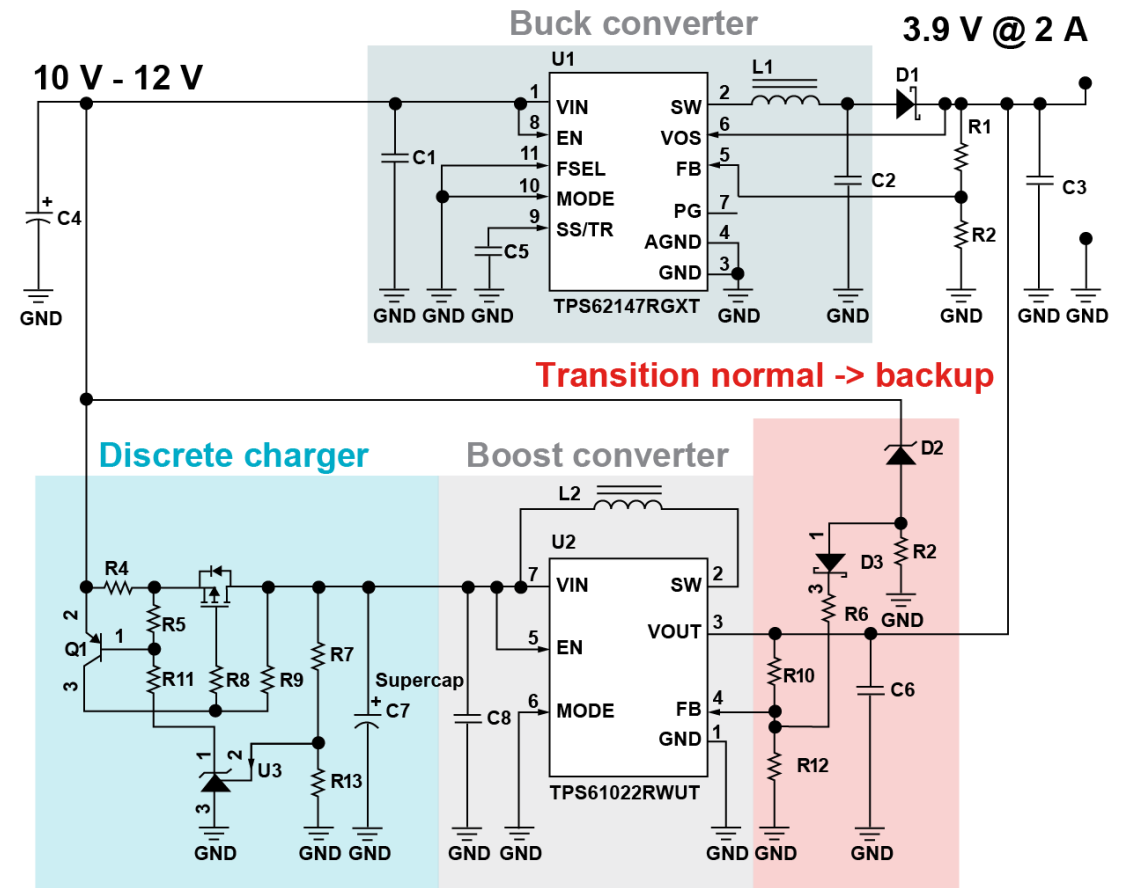 Buck converter
3.9 V @ 2 A
10 V - 12 V
U1
L1
D1
1
VIN
SW
2
8
EN
VOS
6
R1
C1
11
FSEL
FB
5
10
MODE
C2
C3
C4
+
9
SS/TR
PG
7
R2
C5
AGND
4
GND
3
TPS62147RGXT
GND
GND
GND
GND
GND
GND
GND
GND
GND
Transition normal -> backup
Discrete charger
Boost converter
D2
L2
U2
1
D3
R2
R4
7
VIN
SW
2
3
GND
2
R5
R6
Q1
1
VOUT
3
5
EN
R7
R10
3
R11
R8
R9
Supercap
+
C7
6
MODE
FB
4
C6
C8
GND
1
1
2
U3
R13
R12
3
TPS61022RWUT
GND
GND
GND
GND
GND
GND
GND
GND